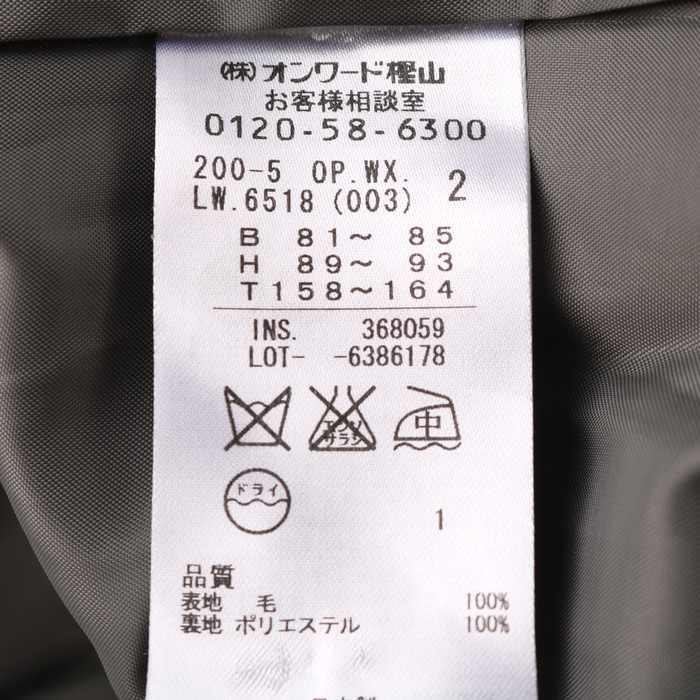 （株）オンワード樫山
お客様相談室
0120-58-6300
200-5 OP.WX.
LW.6518 (003) 2
B 81～ 85
H 89～ 93
T 158～164
INS. 368059
LOT- -6386178
エンソ サラシ 中
ドライ
1
品質
表地 毛 100%
裏地 ポリエステル 100%